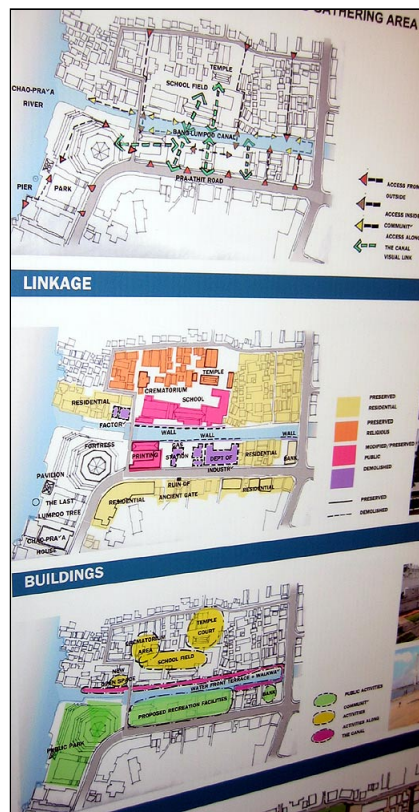 GATHERING AREA
CHAO-PRA'A
RIVER
TEMPLE
SCHOOL FIELD
BANG LUMPOO CANAL
PIER
PARK
PRA-ATHIT ROAD
ACCESS FROM
OUTSIDE
ACCESS INSIDE
COMMUNITY
ACCESS ALONG
THE CANAL
VISUAL LINK
LINKAGE
TEMPLE
CREMATORIUM
SCHOOL
RESIDENTIAL
FACTORY
WALL
WALL
WALL
FORTRESS
PRINTING
GAS
STATION
DEPT OF
INDUSTRY
RESIDENTIAL
BANK
PAVILION
THE LAST
LUMPOO TREE
RUIN OF
ANCIENT GATE
RESIDENTIAL
RESIDENTIAL
CHAO-PRA'A
HOUSE
PRESERVED
RESIDENTIAL
PRESERVED
RELIGIOUS
MODIFIED/PRESERVED
PUBLIC
DEMOLISHED
PRESERVED
DEMOLISHED
BUILDINGS
CREMATORIUM
AREA
TEMPLE
COURT
SCHOOL FIELD
NEW
OPEN SPACE
WATER FRONT TERRACE + WALKWAY
PROPOSED RECREATION FACILITIES
BANK
PUBLIC PARK
PUBLIC ACTIVITIES
COMMUNITY
ACTIVITIES
ACTIVITIES ALONG
THE CANAL